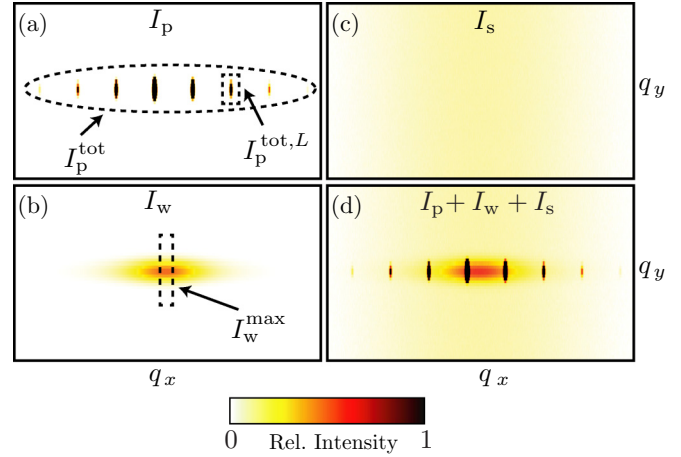 (a) I_p
I_p^tot
I_p^{tot,L}
(c) I_s
q_y
(b) I_w
I_w^max
q_x
(d) I_p + I_w + I_s
q_y
q_x
0 Rel. Intensity 1